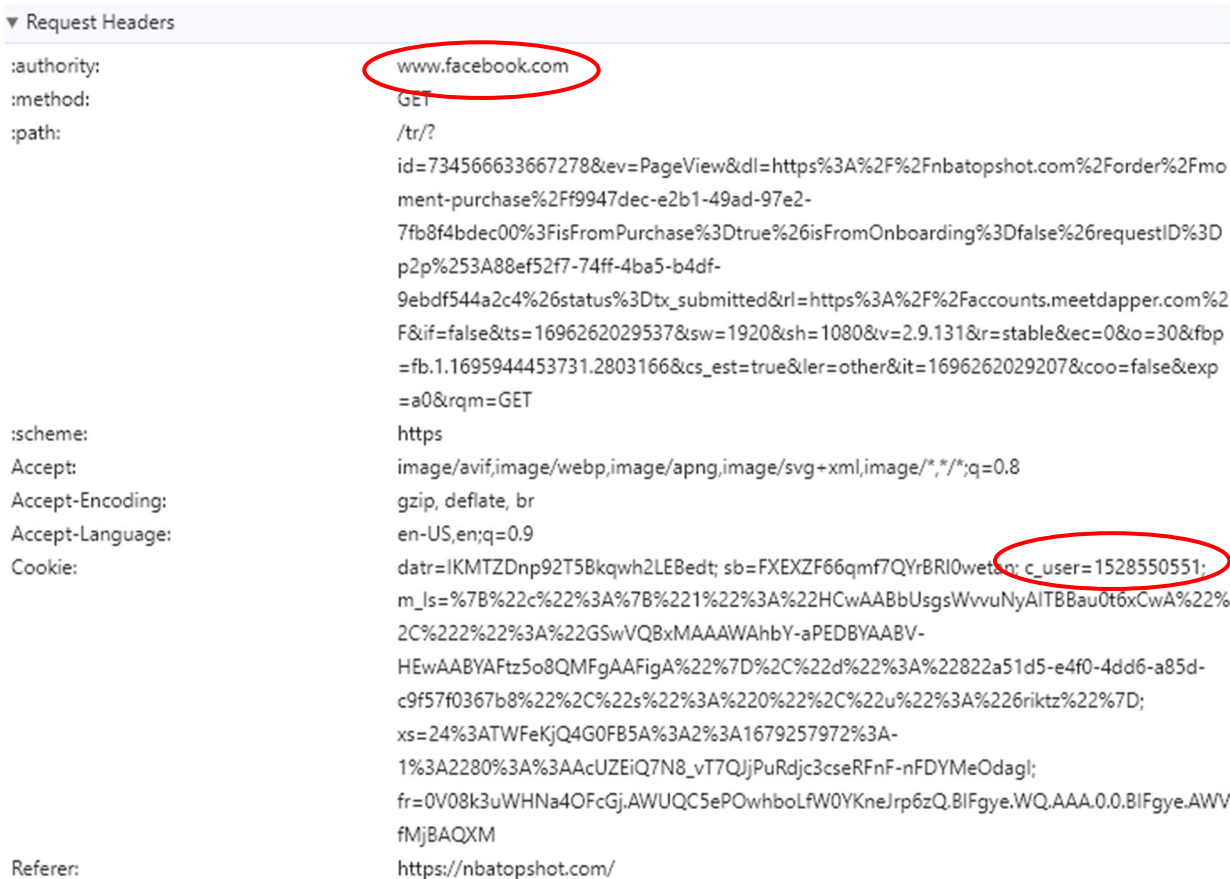 ▼ Request Headers
:authority: www.facebook.com
:method: GET
:path: /tr/?
id=734566633667278&ev=PageView&dl=https%3A%2F%2Fnbatopshot.com%2Forder%2Fmo
ment-purchase%2Ff9947dec-e2b1-49ad-97e2-
7fb8f4bdec00%3FisFromPurchase%3Dtrue%26isFromOnboarding%3Dfalse%26requestID%3D
p2p%253A88ef52f7-74ff-4ba5-b4df-
9ebdf544a2c4%26status%3Dtx_submitted&rl=https%3A%2F%2Faccounts.meetdapper.com%2
F&if=false&ts=1696262029537&sw=1920&sh=1080&v=2.9.131&r=stable&ec=0&o=30&fbp
=fb.1.1695944453731.2803166&cs_est=true&ler=other&it=1696262029207&coo=false&exp
=a0&rqm=GET
:scheme: https
Accept: image/avif,image/webp,image/apng,image/svg+xml,image/*,*/*;q=0.8
Accept-Encoding: gzip, deflate, br
Accept-Language: en-US,en;q=0.9
Cookie: datr=IKMTZDnp92T5Bkqwh2LEBedt; sb=FXEXZF66qmf7QYrBRl0wetan; c_user=1528550551;
m_ls=%7B%22c%22%3A%7B%221%22%3A%22HCwAABbUsgsWvvuNyAITBBau0t6xCwA%22%
2C%222%22%3A%22GSwVQBxMAAAWAhbY-aPEDBYAABV-
HEwAABYAFtz5o8QMFgAAFigA%22%7D%2C%22d%22%3A%22822a51d5-e4f0-4dd6-a85d-
c9f57f0367b8%22%2C%22s%22%3A%220%22%2C%22u%22%3A%226riktz%22%7D;
xs=24%3ATWFeKjQ4G0FB5A%3A2%3A1679257972%3A-
1%3A2280%3A%3AAcUZEiQ7N8_vT7QJjPuRdjc3cseRFnF-nFDYMeOdagI;
fr=0V08k3uWHNa4OFcGj.AWUQC5ePOwhboLfW0YKneJrp6zQ.BlFgye.WQ.AAA.0.0.BlFgye.AWV
fMjBAQXM
Referer: https://nbatopshot.com/